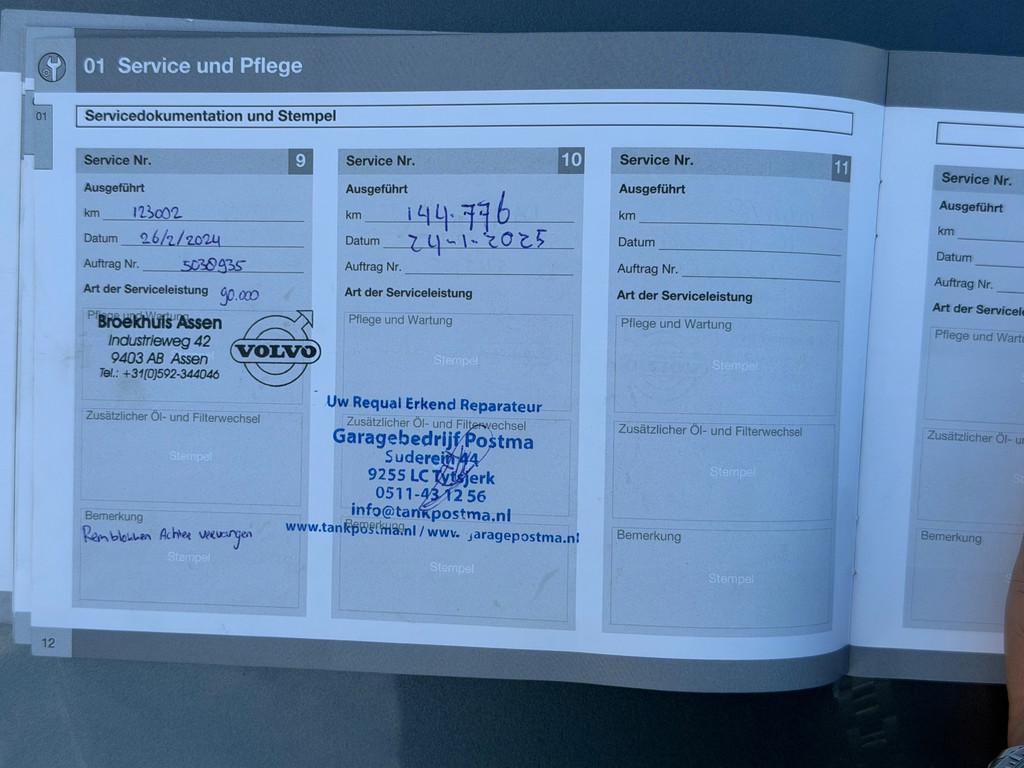 01 Service und Pflege
01
Servicedokumentation und Stempel
Service Nr. 9
Ausgeführt
km 123002
Datum 26/2/2024
Auftrag Nr. 5030935
Art der Serviceleistung 90.000
Pflege und Wartung
Broekhuis Assen
Industrieweg 42
9403 AB Assen
Tel.: +31(0)592-344046
VOLVO
Zusätzlicher Öl- und Filterwechsel
Stempel
Bemerkung
Remblokken Achter vervangen
Stempel
Service Nr. 10
Ausgeführt
km 144.776
Datum 24-1-2025
Auftrag Nr.
Art der Serviceleistung
Pflege und Wartung
Stempel
Uw Requal Erkend Reparateur
Zusätzlicher Öl- und Filterwechsel
Garagebedrijf Postma
Suderein 44
9255 LC Tytsjerk
0511-43 12 56
info@tankpostma.nl
Bemerkung
www.tankpostma.nl / www. garagepostma.nl
Stempel
Service Nr. 11
Ausgeführt
km
Datum
Auftrag Nr.
Art der Serviceleistung
Pflege und Wartung
Stempel
Zusätzlicher Öl- und Filterwechsel
Stempel
Bemerkung
Stempel
12
Service Nr.
Ausgeführt
km
Datum
Auftrag Nr.
Art der Servicele
Pflege und Wartu
Zusätzlicher Öl- u
Bemerkung